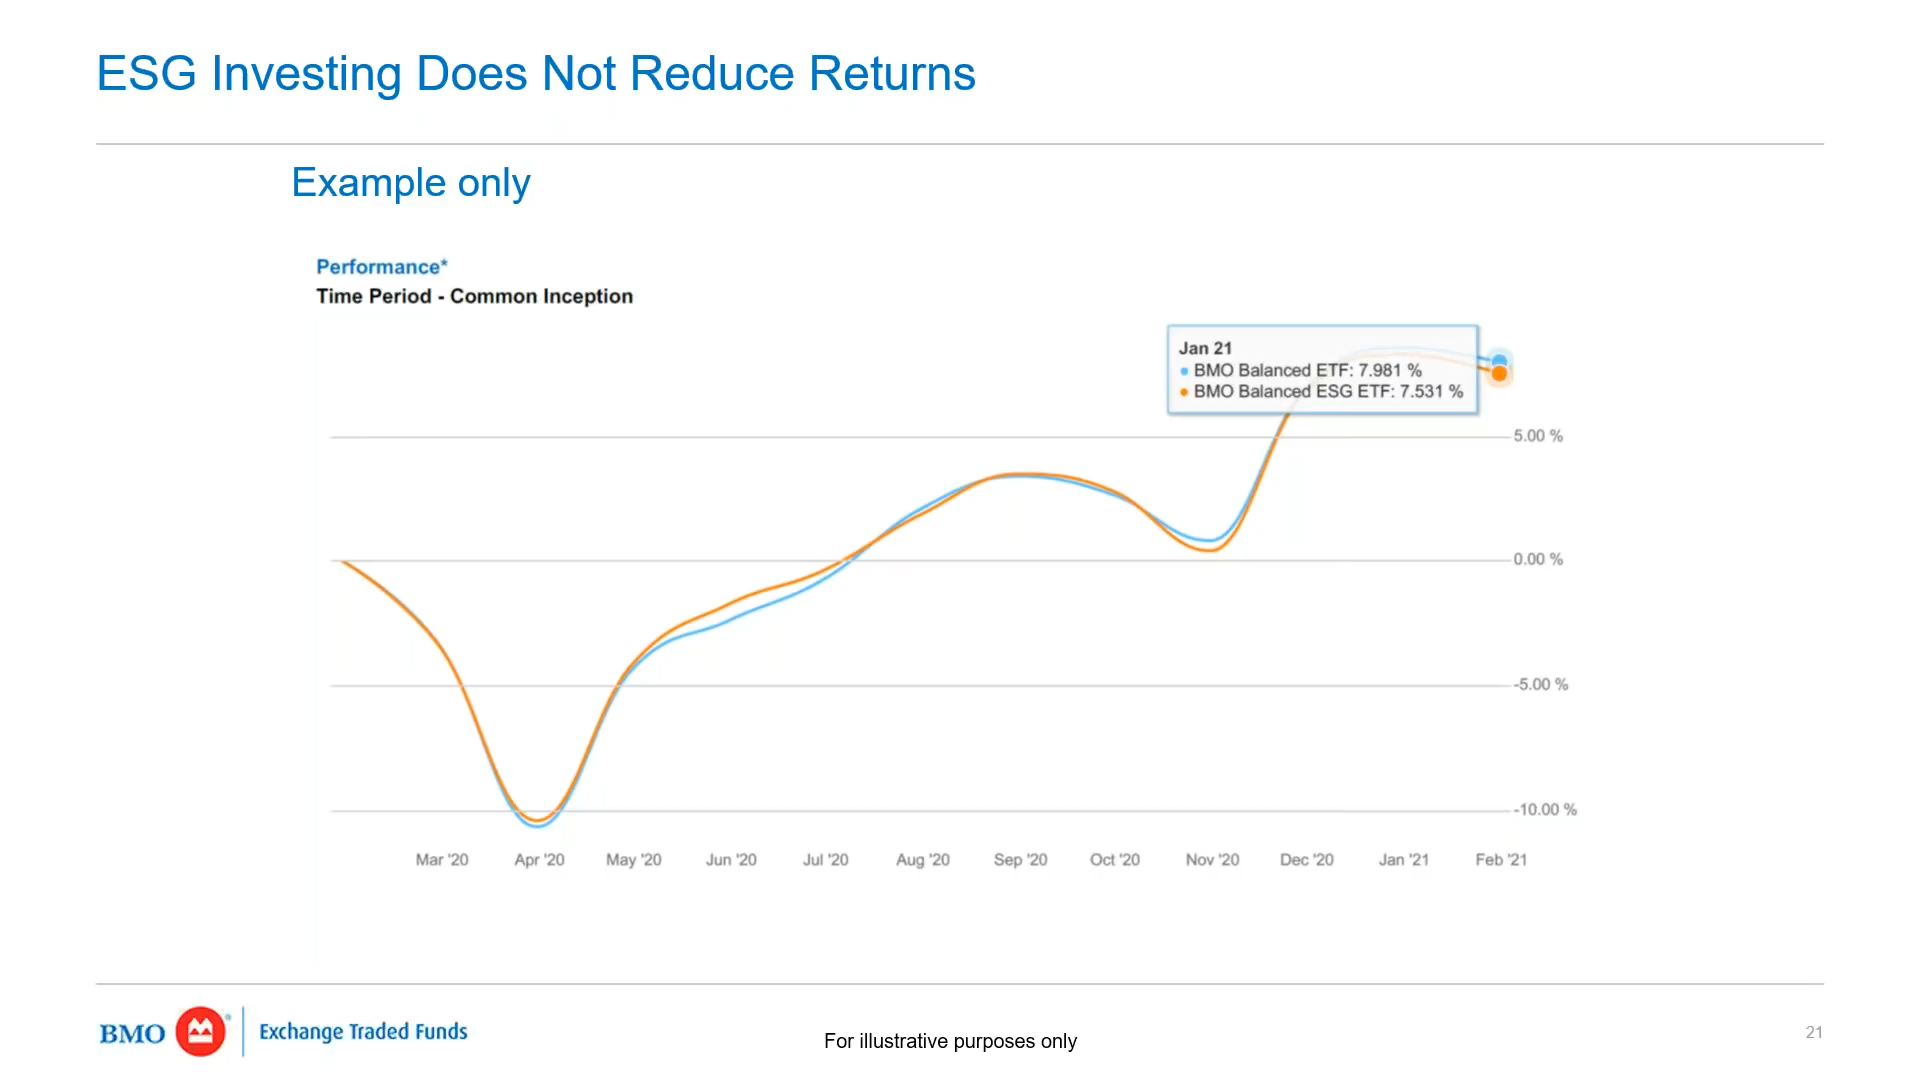 ESG Investing Does Not Reduce Returns
Example only
Performance*
Time Period - Common Inception
Jan 21
BMO Balanced ETF: 7.981 %
BMO Balanced ESG ETF: 7.531 %
5.00 %
0.00 %
-5.00 %
-10.00 %
Mar '20 Apr '20 May '20 Jun '20 Jul '20 Aug '20 Sep '20 Oct '20 Nov '20 Dec '20 Jan '21 Feb '21
BMO ® Exchange Traded Funds
For illustrative purposes only
21